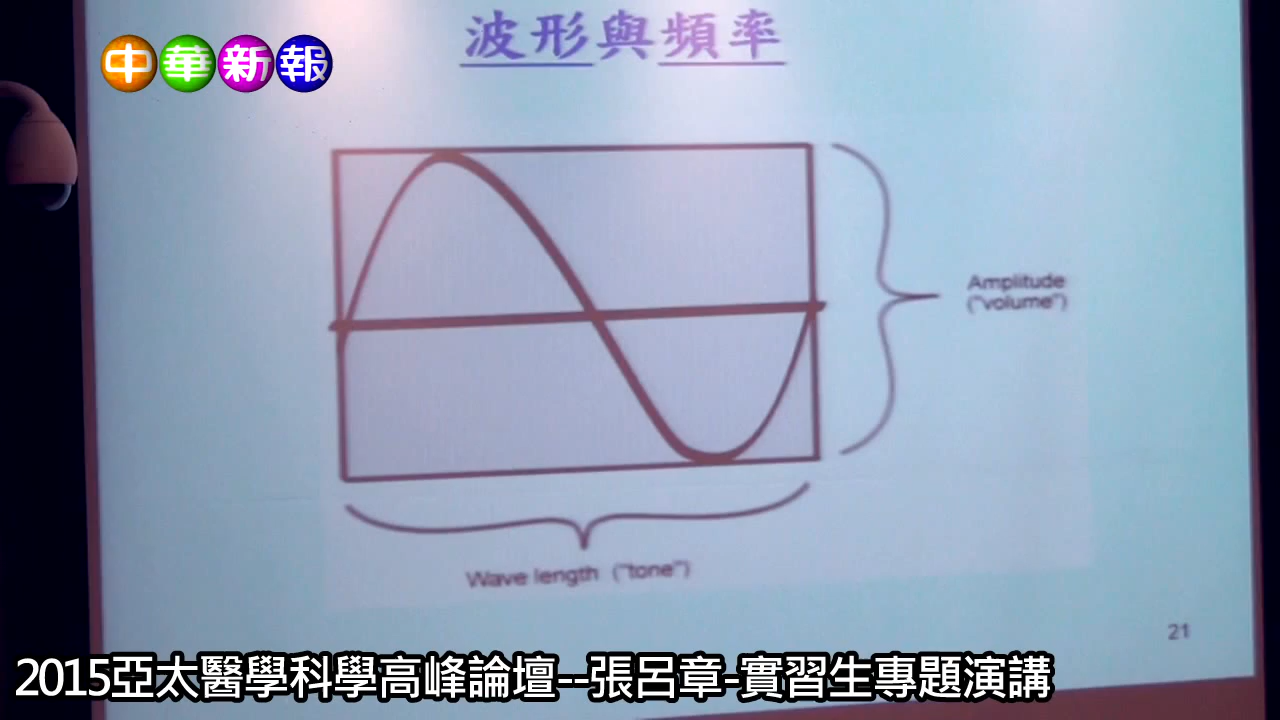 波形與頻率
中華新報
Amplitude
("volume")
Wave length ("tone")
21
2015亞太醫學科學高峰論壇--張呂章-實習生專題演講